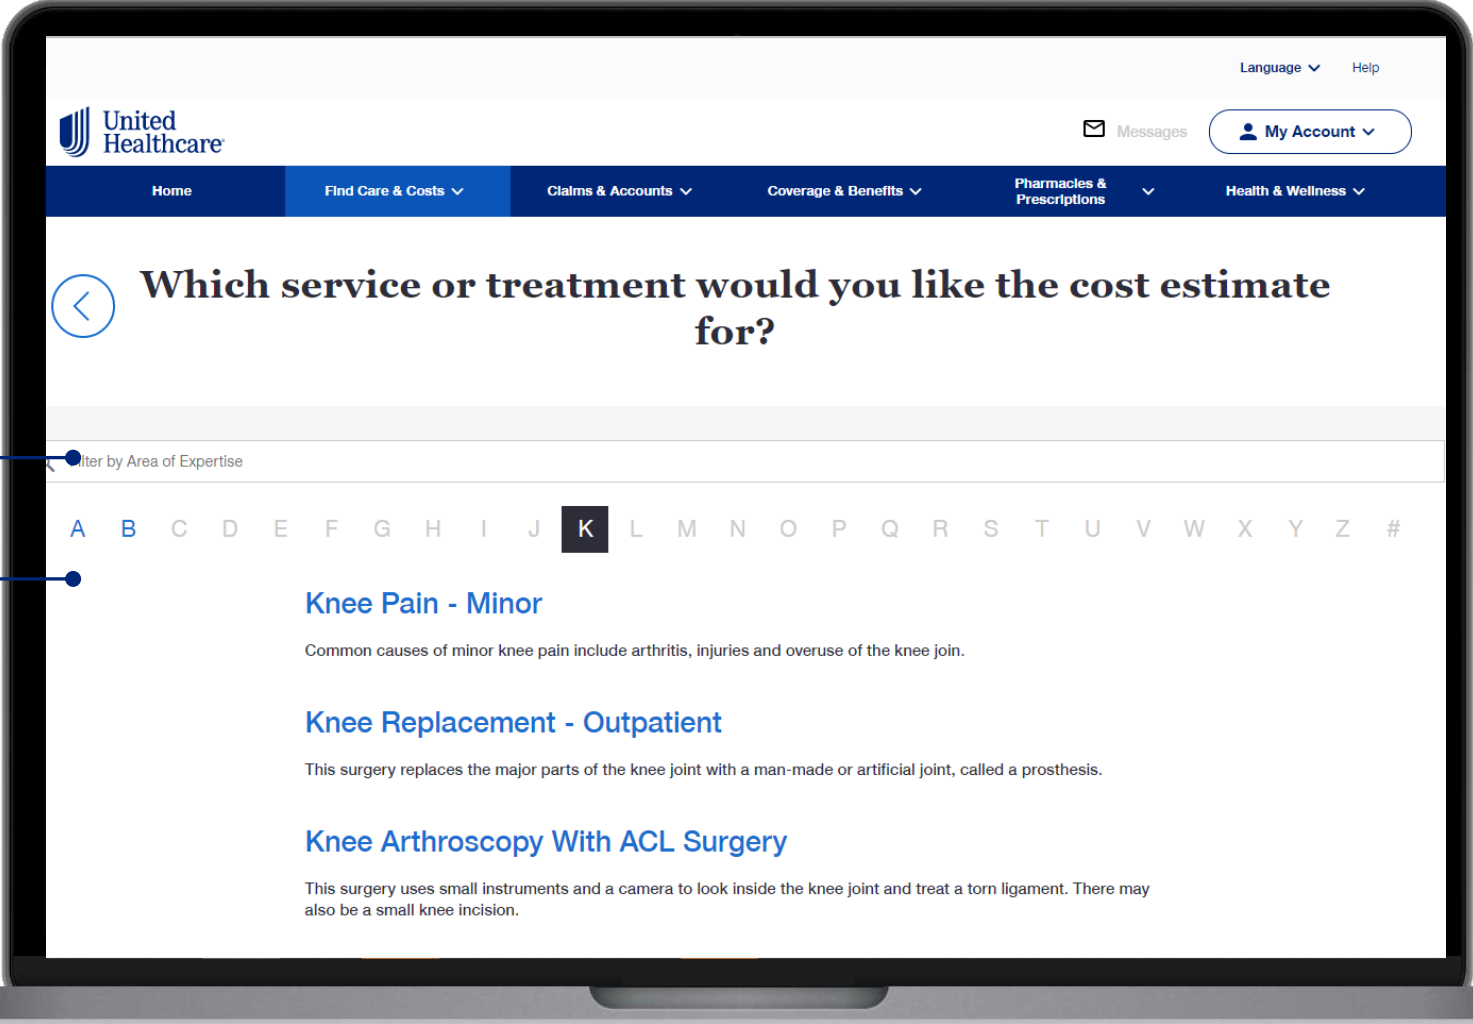 Language Help
United
Healthcare
Messages My Account
Home Find Care & Costs Claims & Accounts Coverage & Benefits Pharmacies & Prescriptions Health & Wellness
Which service or treatment would you like the cost estimate
for?
by Area of Expertise
A B C D E F G H I J K L M N O P Q R S T U V W X Y Z #
Knee Pain - Minor
Common causes of minor knee pain include arthritis, injuries and overuse of the knee join.
Knee Replacement - Outpatient
This surgery replaces the major parts of the knee joint with a man-made or artificial joint, called a prosthesis.
Knee Arthroscopy With ACL Surgery
This surgery uses small instruments and a camera to look inside the knee joint and treat a torn ligament. There may
also be a small knee incision.